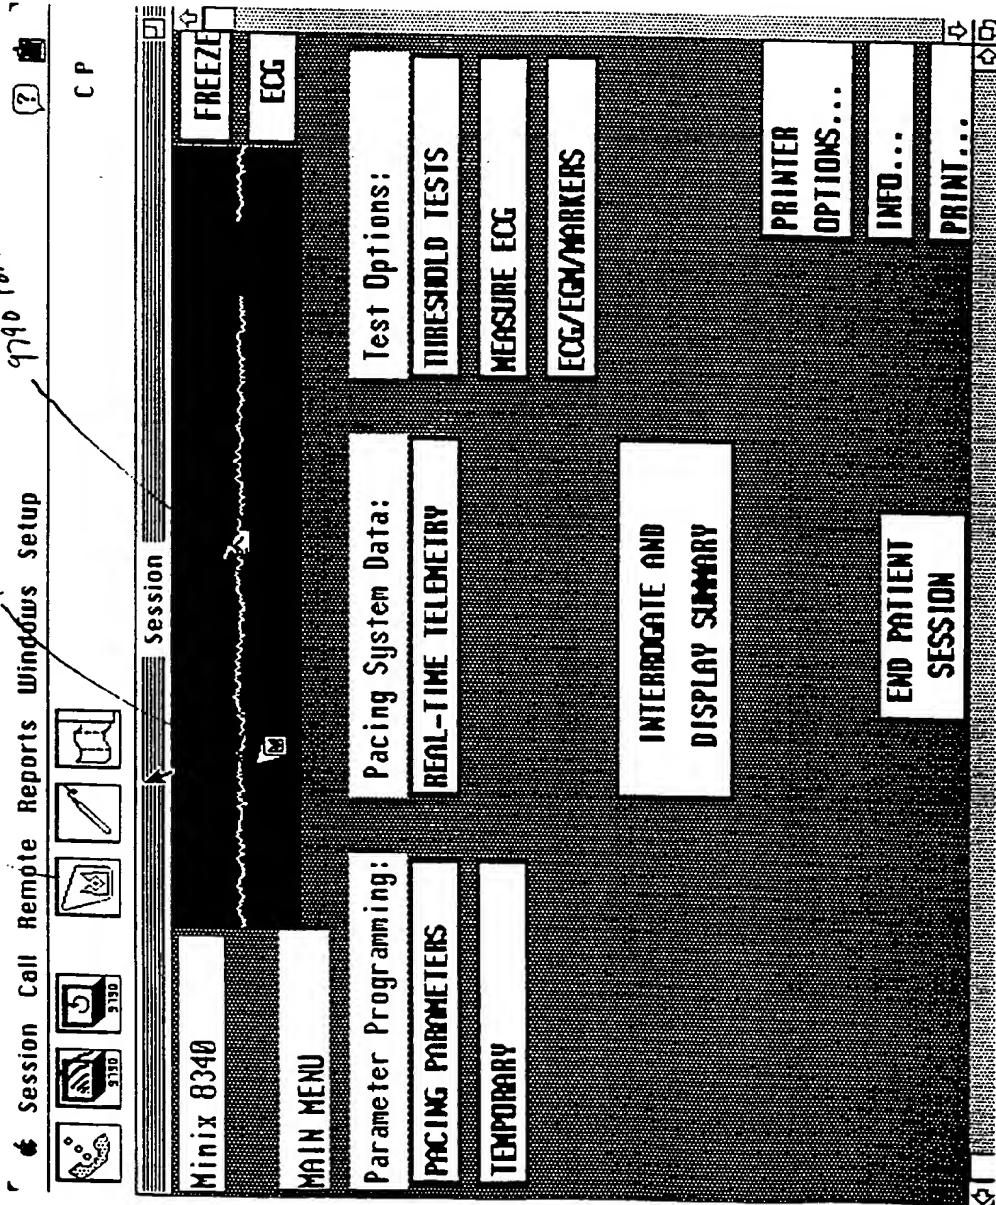 Session Call Remote Reports Windows Setup
?
C P
9790
9790
9790
Session
Minix 8340
FREEZE
ECG
MAIN MENU
M
Parameter Programming:
PACING PARAMETERS
TEMPORARY
Pacing System Data:
REAL-TIME TELEMETRY
Test Options:
THRESHOLD TESTS
MEASURE ECG
ECG/EGM/MARKERS
INTERROGATE AND
DISPLAY SUMMARY
END PATIENT
SESSION
PRINTER
OPTIONS...
INFO...
PRINT...